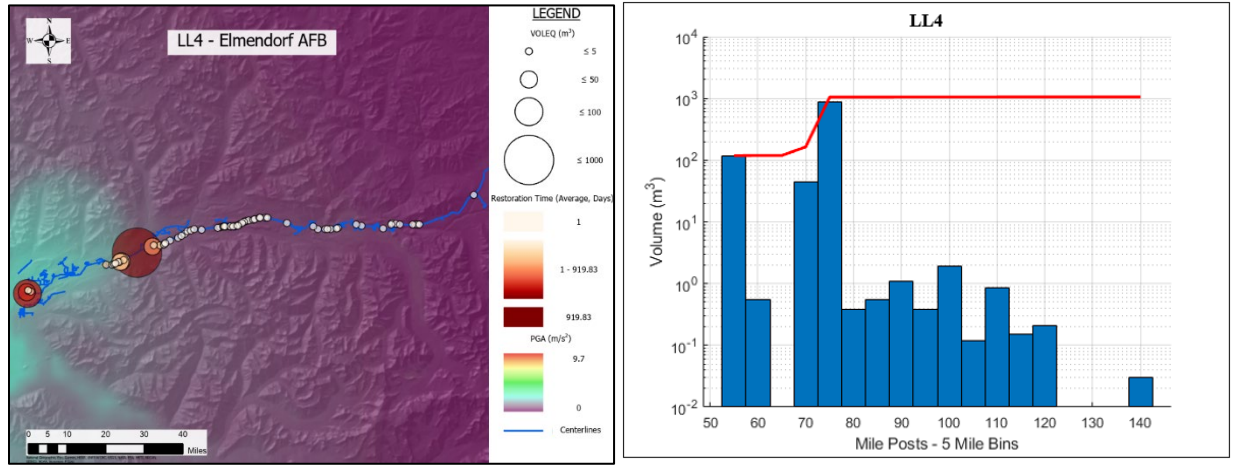 N
W E
S
LL4 - Elmendorf AFB
LEGEND
VOLEQ (m³)
≤ 5
≤ 50
≤ 100
≤ 1000
Restoration Time (Average, Days)
1
1 - 919.83
919.83
PGA (m/s²)
9.7
0
Centerlines
0 5 10 20 30 40
Miles
LL4
10⁴
10³
10²
10¹
10⁰
10⁻¹
10⁻²
Volume (m³)
50 60 70 80 90 100 110 120 130 140
Mile Posts - 5 Mile Bins